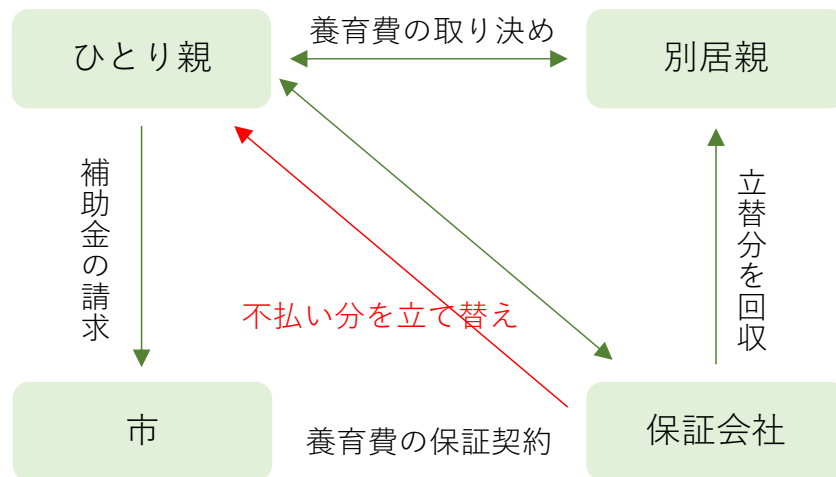 養育費の取り決め
ひとり親
別居親
補助金の請求
立替分を回収
不払い分を立て替え
市
養育費の保証契約
保証会社